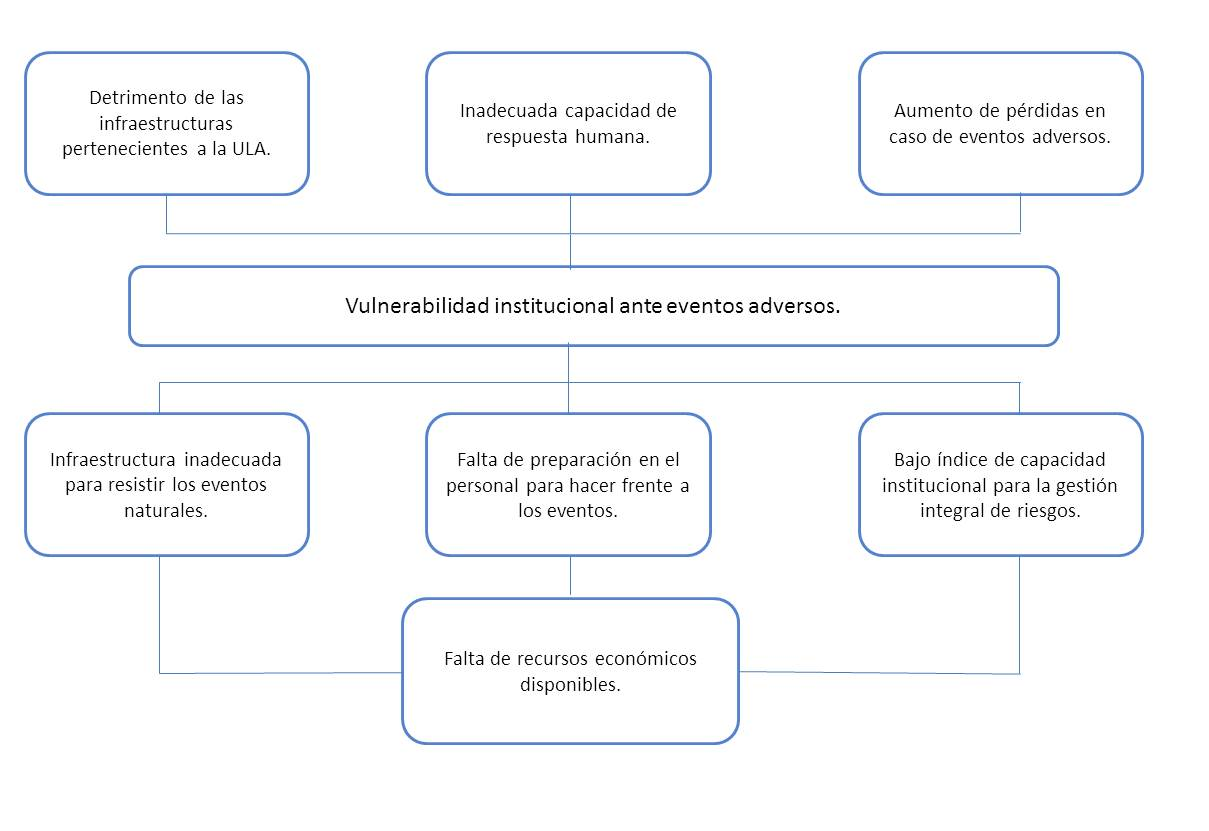 Detrimento de las
infraestructuras
pertenecientes a la ULA.
Inadecuada capacidad de
respuesta humana.
Aumento de pérdidas en
caso de eventos adversos.
Vulnerabilidad institucional ante eventos adversos.
Infraestructura inadecuada
para resistir los eventos
naturales.
Falta de preparación en el
personal para hacer frente a
los eventos.
Bajo índice de capacidad
institucional para la gestión
integral de riesgos.
Falta de recursos económicos
disponibles.